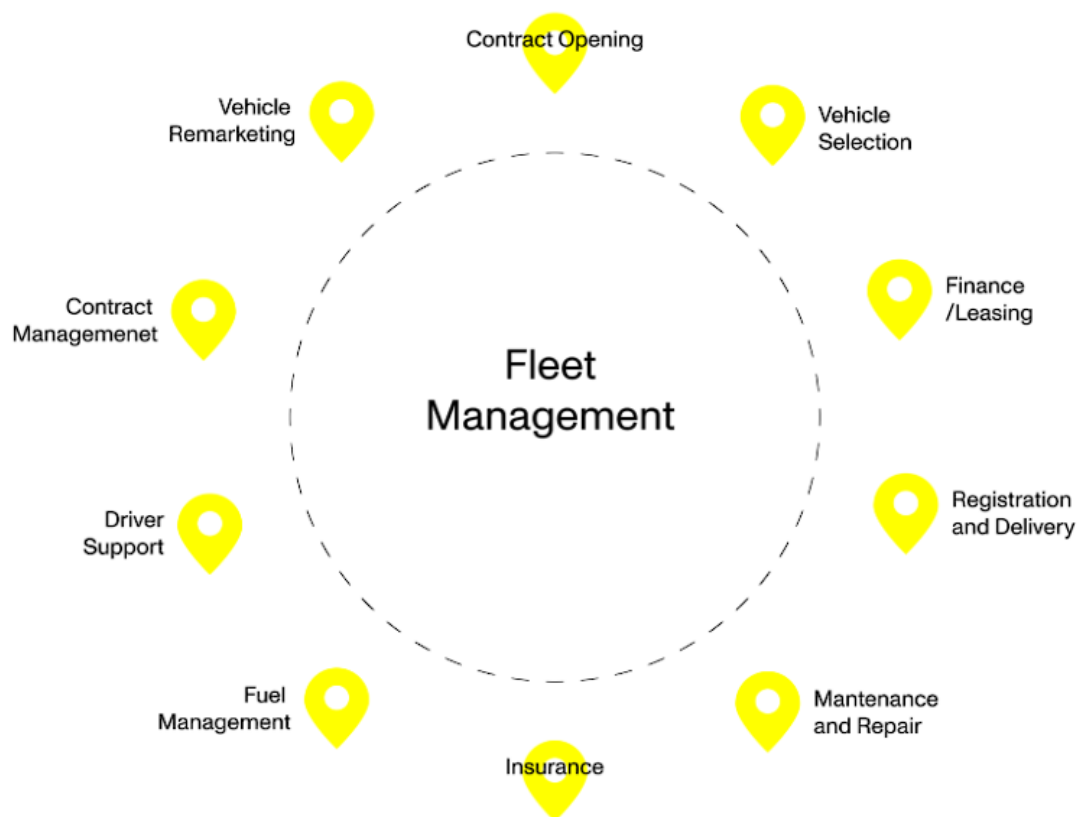 Contract Opening
Vehicle
Selection
Finance
/Leasing
Registration
and Delivery
Mantenance
and Repair
Insurance
Fuel
Management
Driver
Support
Contract
Managemenet
Vehicle
Remarketing
Fleet
Management